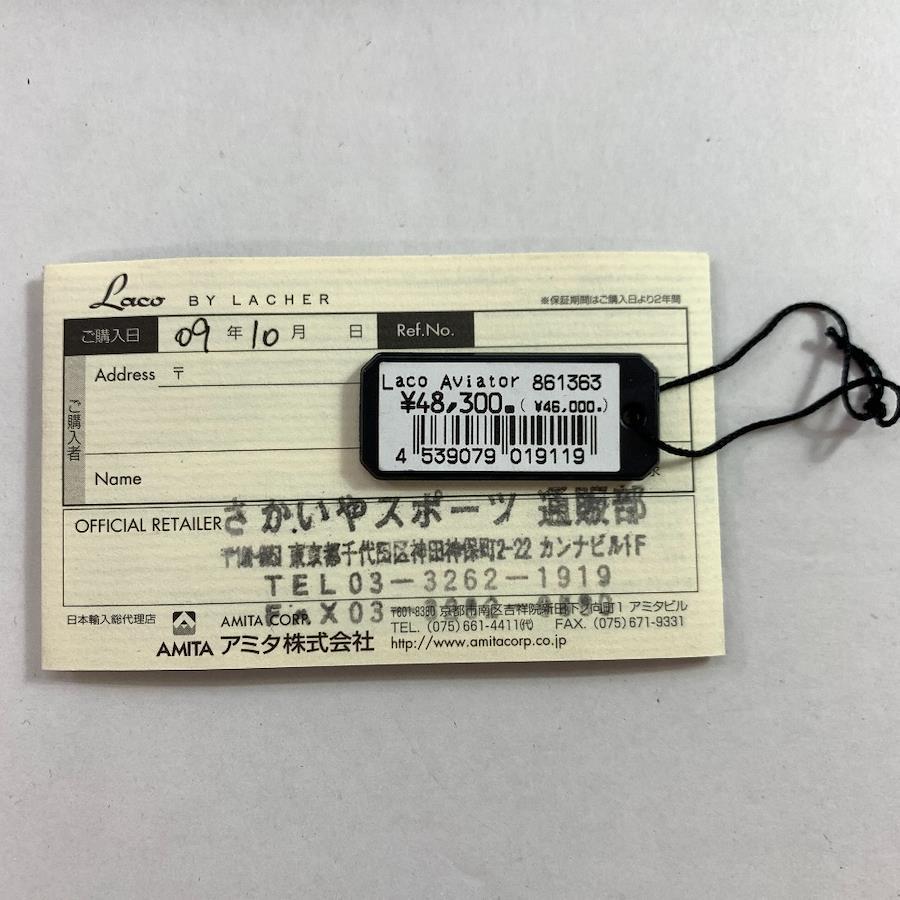 Laco BY LACHER
※保証期間はご購入日より2年間
ご購入日 09 年 10 月 日 Ref.No.
ご購入者
Address 〒
Name
Laco Aviator 861363
¥48,300. ( ¥46,000.)
4 539079 019119
OFFICIAL RETAILER
さかいやスポーツ 通販部
東京都千代田区神田神保町2-22 カンナビル1F
TEL03-3262-1919
FAX03
日本輸入総代理店
AMITA
AMITA CORP.
アミタ株式会社
〒601-8380 京都市南区吉祥院新田下ノ向町1 アミタビル
TEL. (075)661-4411㈹ FAX. (075)671-9331
http://www.amitacorp.co.jp